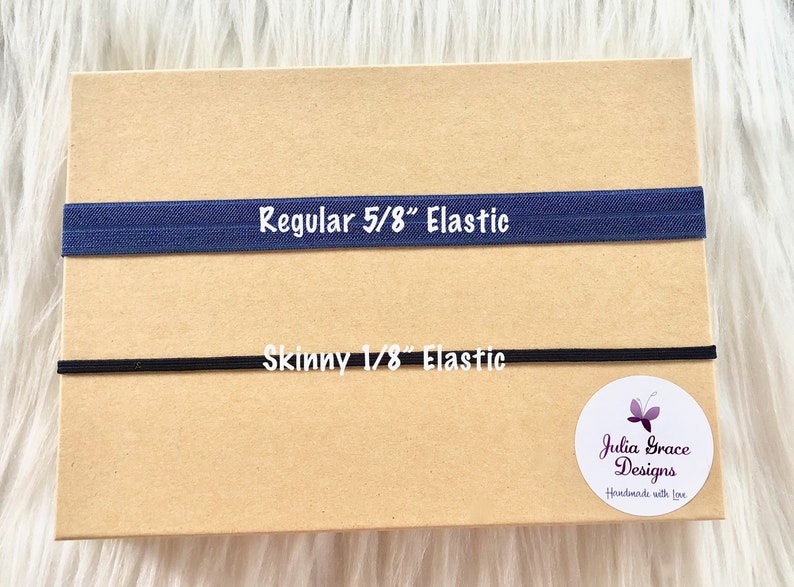 Regular 5/8” Elastic
Skinny 1/8” Elastic
Julia Grace
Designs
Handmade with Love